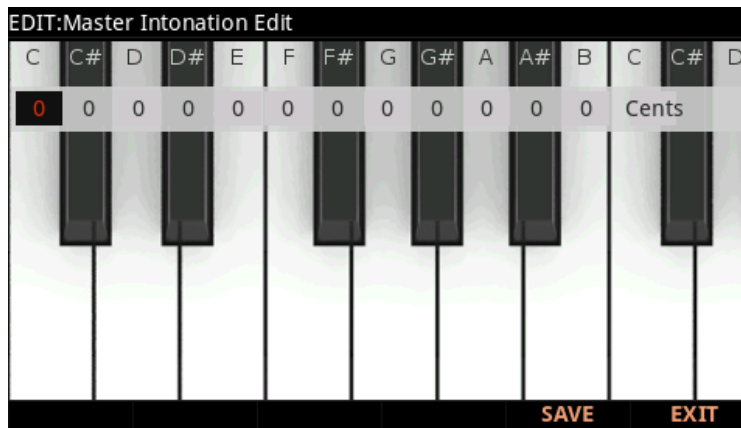 EDIT:Master Intonation Edit
C C# D D# E F F# G G# A A# B C C# D
0 0 0 0 0 0 0 0 0 0 0 0 Cents
SAVE EXIT